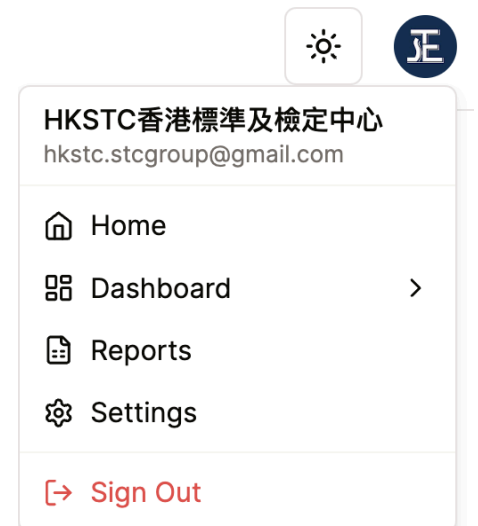 正
HKSTC香港標準及檢定中心
hkstc.stcgroup@gmail.com
Home
Dashboard
Reports
Settings
Sign Out